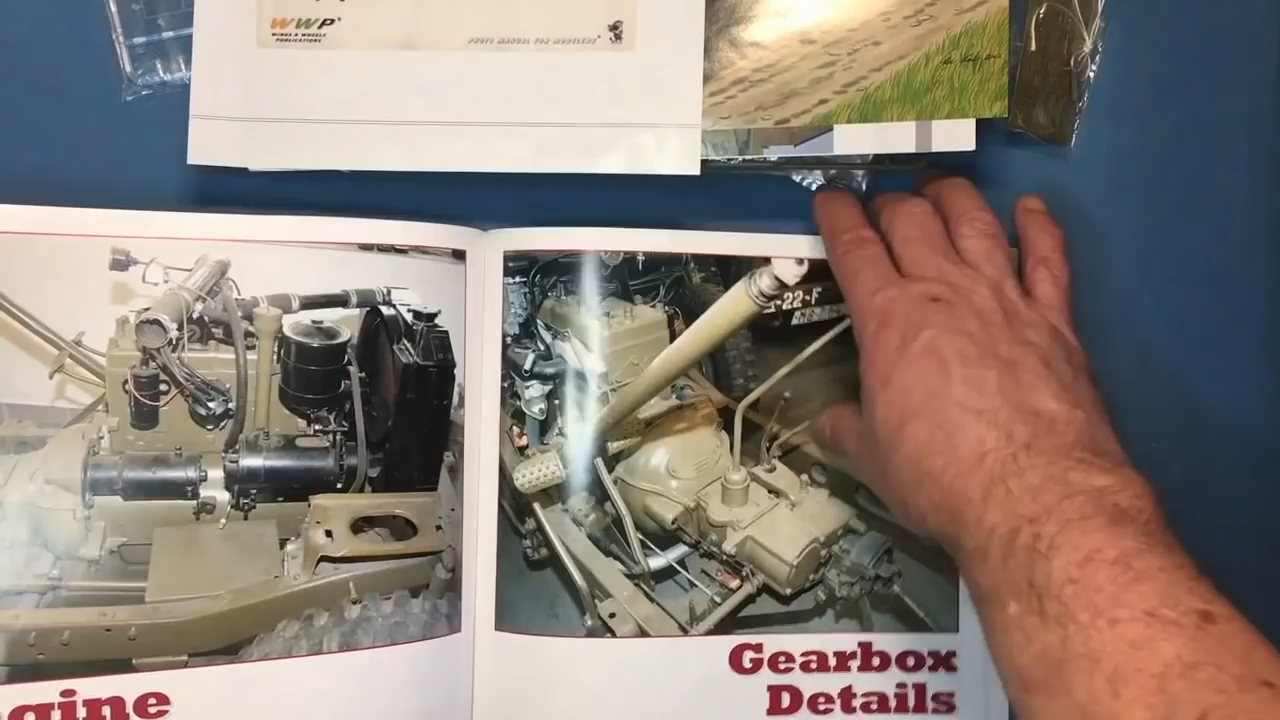 WWP
WINGS & WHEELS
PUBLICATIONS
PHOTO MANUAL FOR MODELERS
-22-F
gine
Gearbox
Details